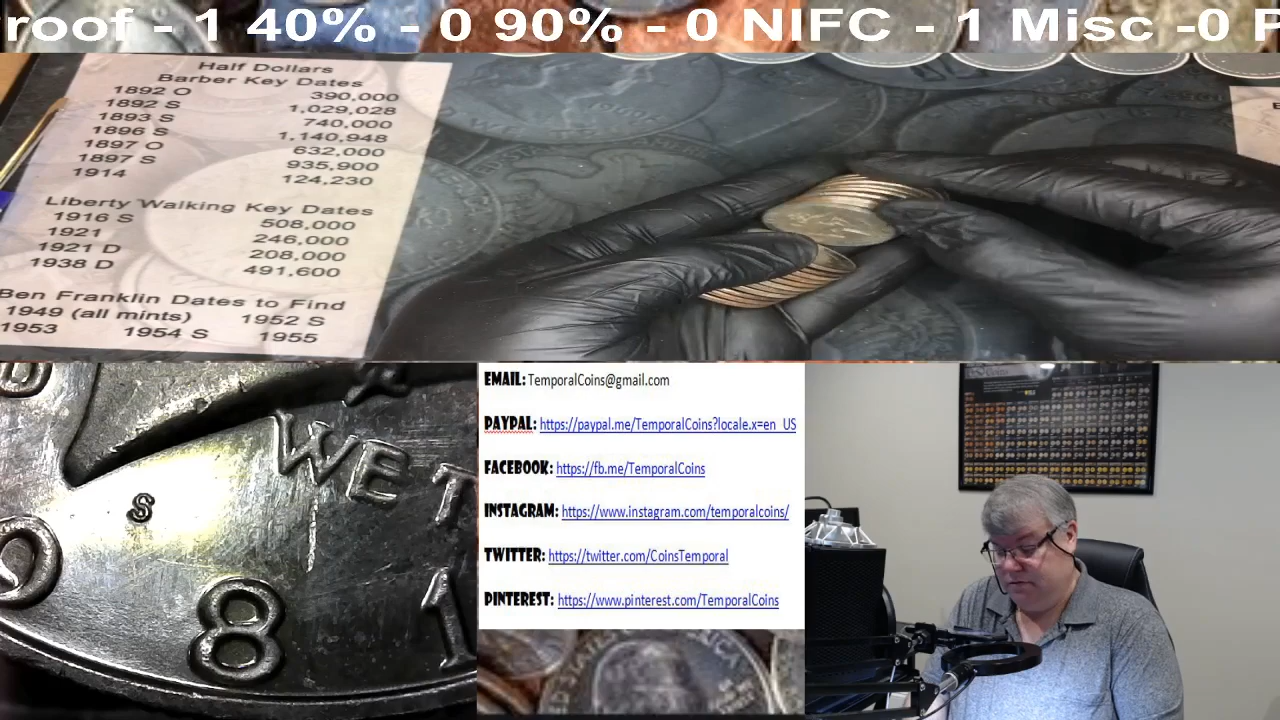 roof - 1 40% - 0 90% - 0 NIFC - 1 Misc -0 P
Half Dollars
Barber Key Dates
1892 O 390,000
1892 S 1,029,028
1893 S 740,000
1896 S 1,140,948
1897 O 632,000
1897 S 935,900
1914 124,230
Liberty Walking Key Dates
1916 S 508,000
1921 246,000
1921 D 208,000
1938 D 491,600
Ben Franklin Dates to Find
1949 (all mints) 1952 S
1953 1954 S 1955
WE T
S
8 1
EMAIL: TemporalCoins@gmail.com
PAYPAL: https://paypal.me/TemporalCoins?locale.x=en_US
FACEBOOK: https://fb.me/TemporalCoins
INSTAGRAM: https://www.instagram.com/temporalcoins/
TWITTER: https://twitter.com/CoinsTemporal
PINTEREST: https://www.pinterest.com/TemporalCoins